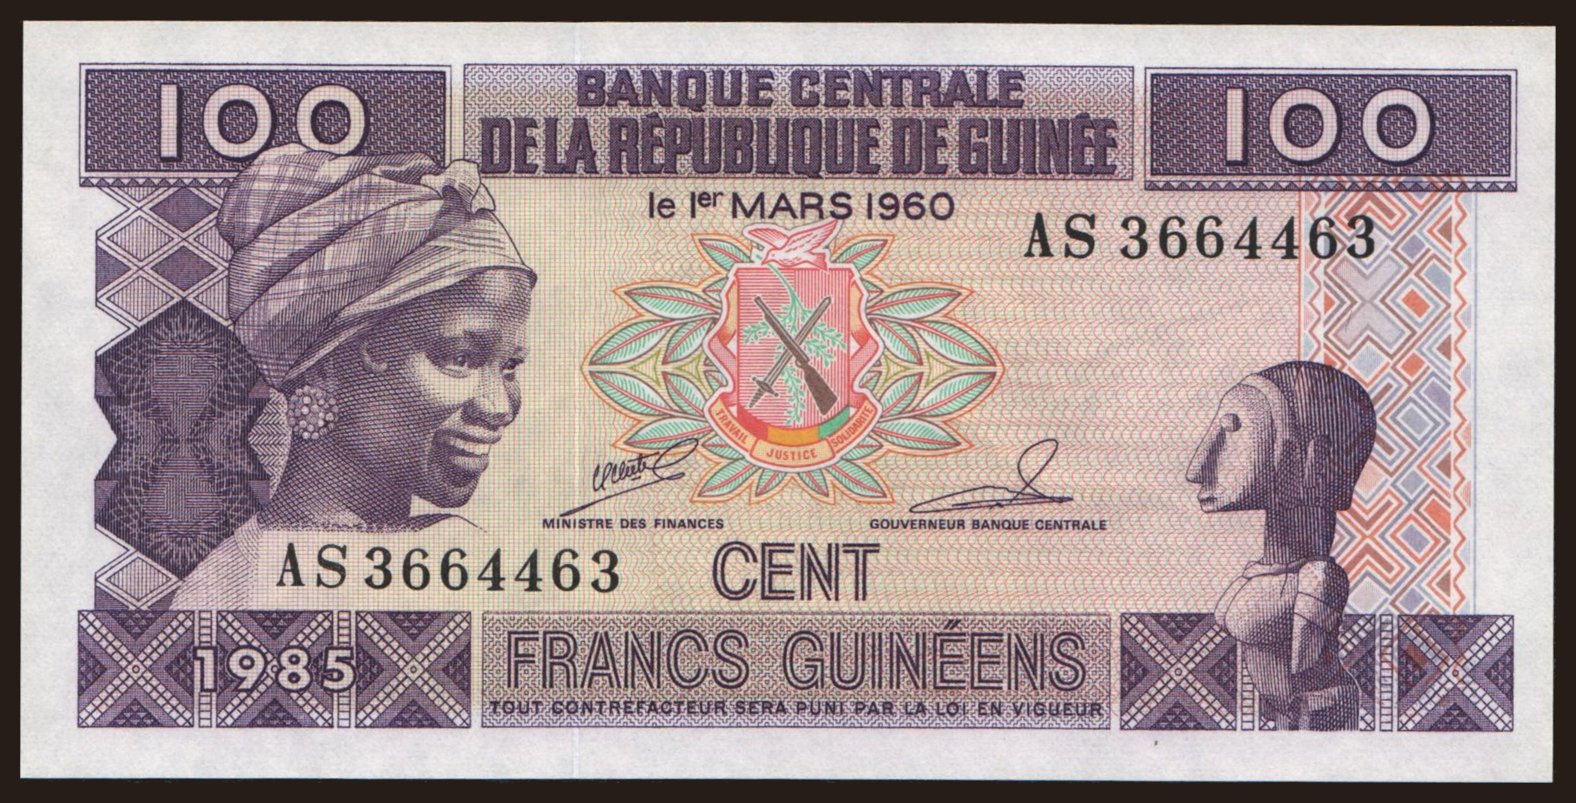 100
BANQUE CENTRALE
100
DE LA RÉPUBLIQUE DE GUINÉE
le 1er MARS 1960
AS 3664463
TRAVAIL JUSTICE SOLIDARITE
MINISTRE DES FINANCES
GOUVERNEUR BANQUE CENTRALE
AS 3664463
CENT
1985
FRANCS GUINÉENS
TOUT CONTREFACTEUR SERA PUNI PAR LA LOI EN VIGUEUR